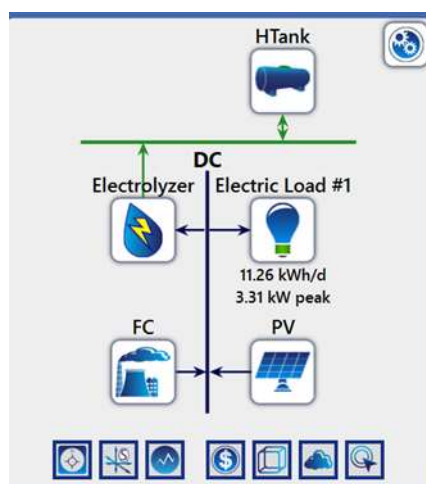 HTank
DC
Electrolyzer
Electric Load #1
11.26 kWh/d
3.31 kW peak
FC
PV